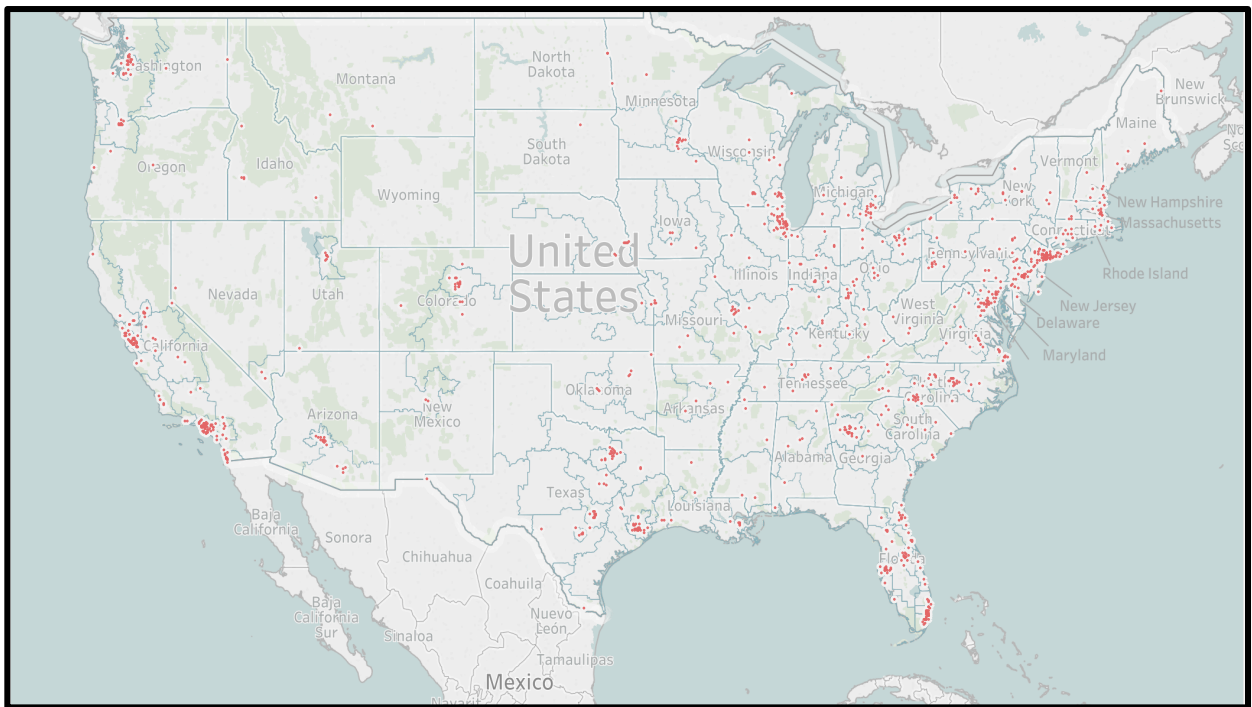 Washington
Montana
North
Dakota
Minnesota
New
Brunswick
Maine
Oregon
Idaho
South
Dakota
Wisconsin
Vermont
Wyoming
Michigan
New
York
New Hampshire
Massachusetts
Iowa
Connecticut
United
States
Pennsylvania
Rhode Island
Nevada
Utah
Colorado
Illinois
Indiana
Ohio
New Jersey
West
Virginia
Delaware
Missouri
Kentucky
Virginia
California
Maryland
Oklahoma
Tennessee
North
Carolina
Arizona
New
Mexico
Arkansas
South
Carolina
Alabama
Georgia
Texas
Louisiana
Baja
California
Sonora
Chihuahua
Florida
Coahuila
Baja
California
Sur
Nuevo
León
Sinaloa
Tamaulipas
Mexico
Nayarit